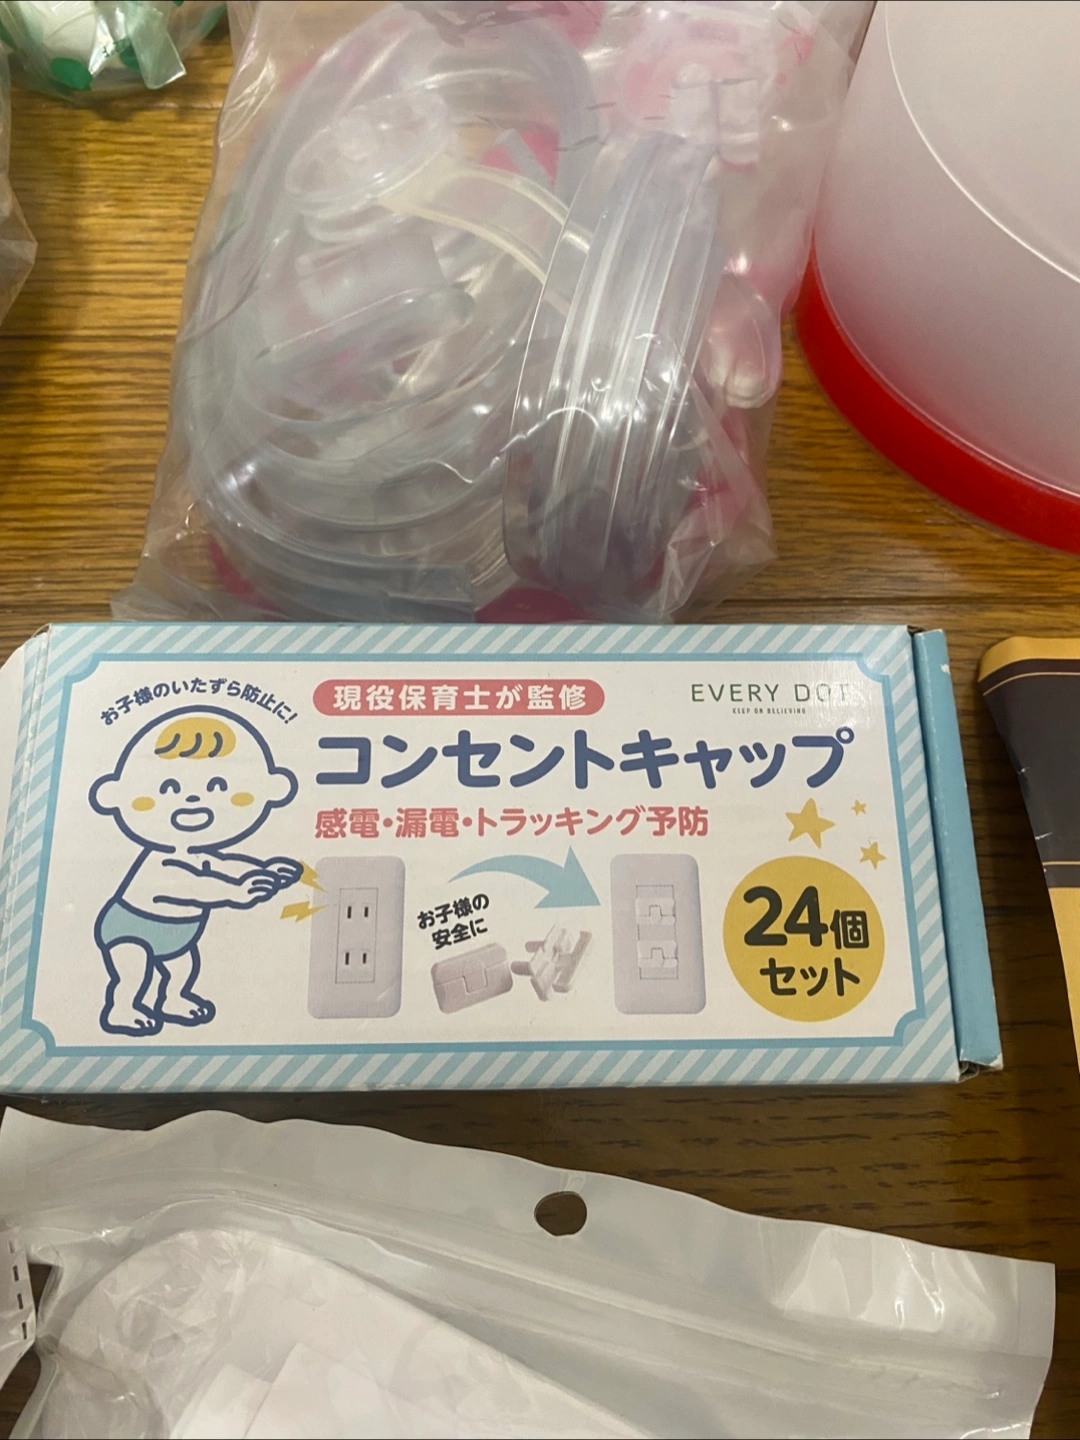 お子様のいたずら防止に!
現役保育士が監修
EVERY DOT
KEEP ON BELIEVING
コンセントキャップ
感電・漏電・トラッキング予防
お子様の
安全に
24個
セット